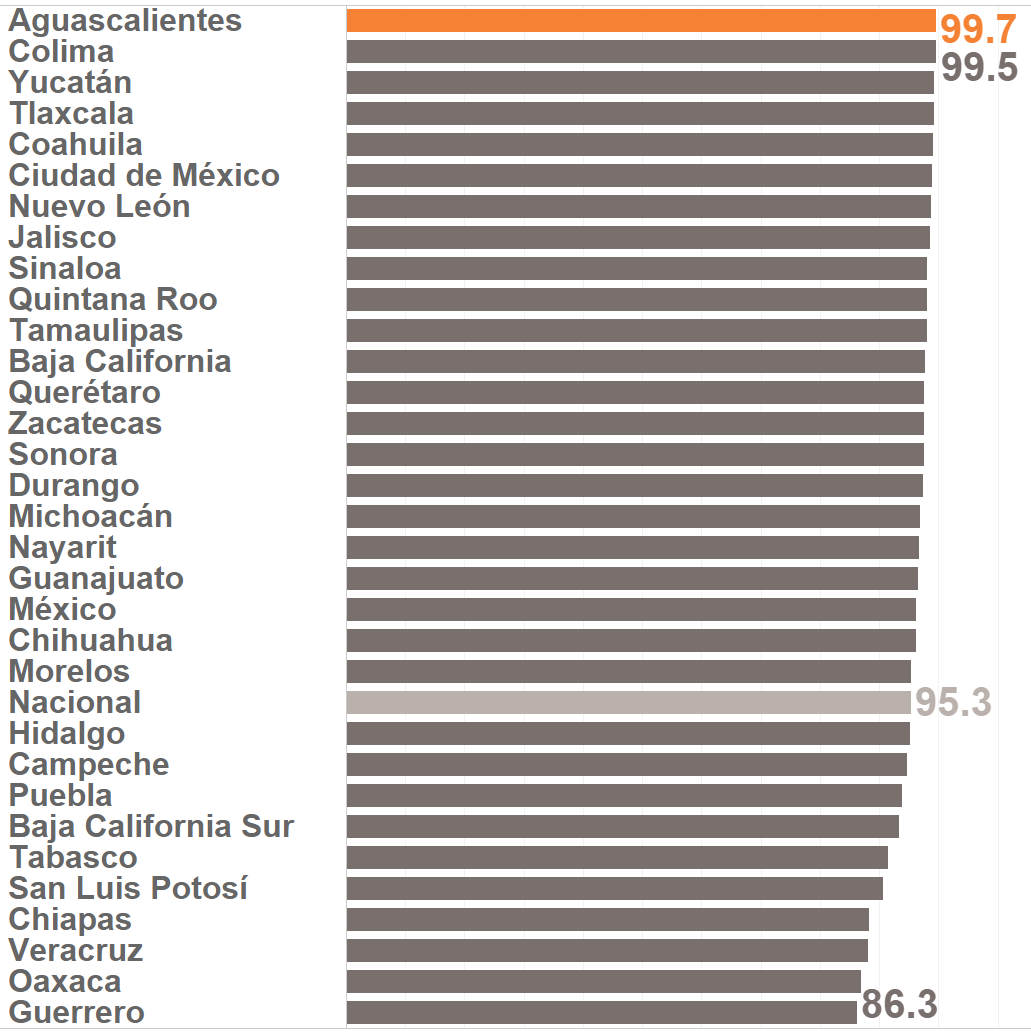 Aguascalientes 99.7
Colima 99.5
Yucatán
Tlaxcala
Coahuila
Ciudad de México
Nuevo León
Jalisco
Sinaloa
Quintana Roo
Tamaulipas
Baja California
Querétaro
Zacatecas
Sonora
Durango
Michoacán
Nayarit
Guanajuato
México
Chihuahua
Morelos
Nacional 95.3
Hidalgo
Campeche
Puebla
Baja California Sur
Tabasco
San Luis Potosí
Chiapas
Veracruz
Oaxaca
Guerrero 86.3